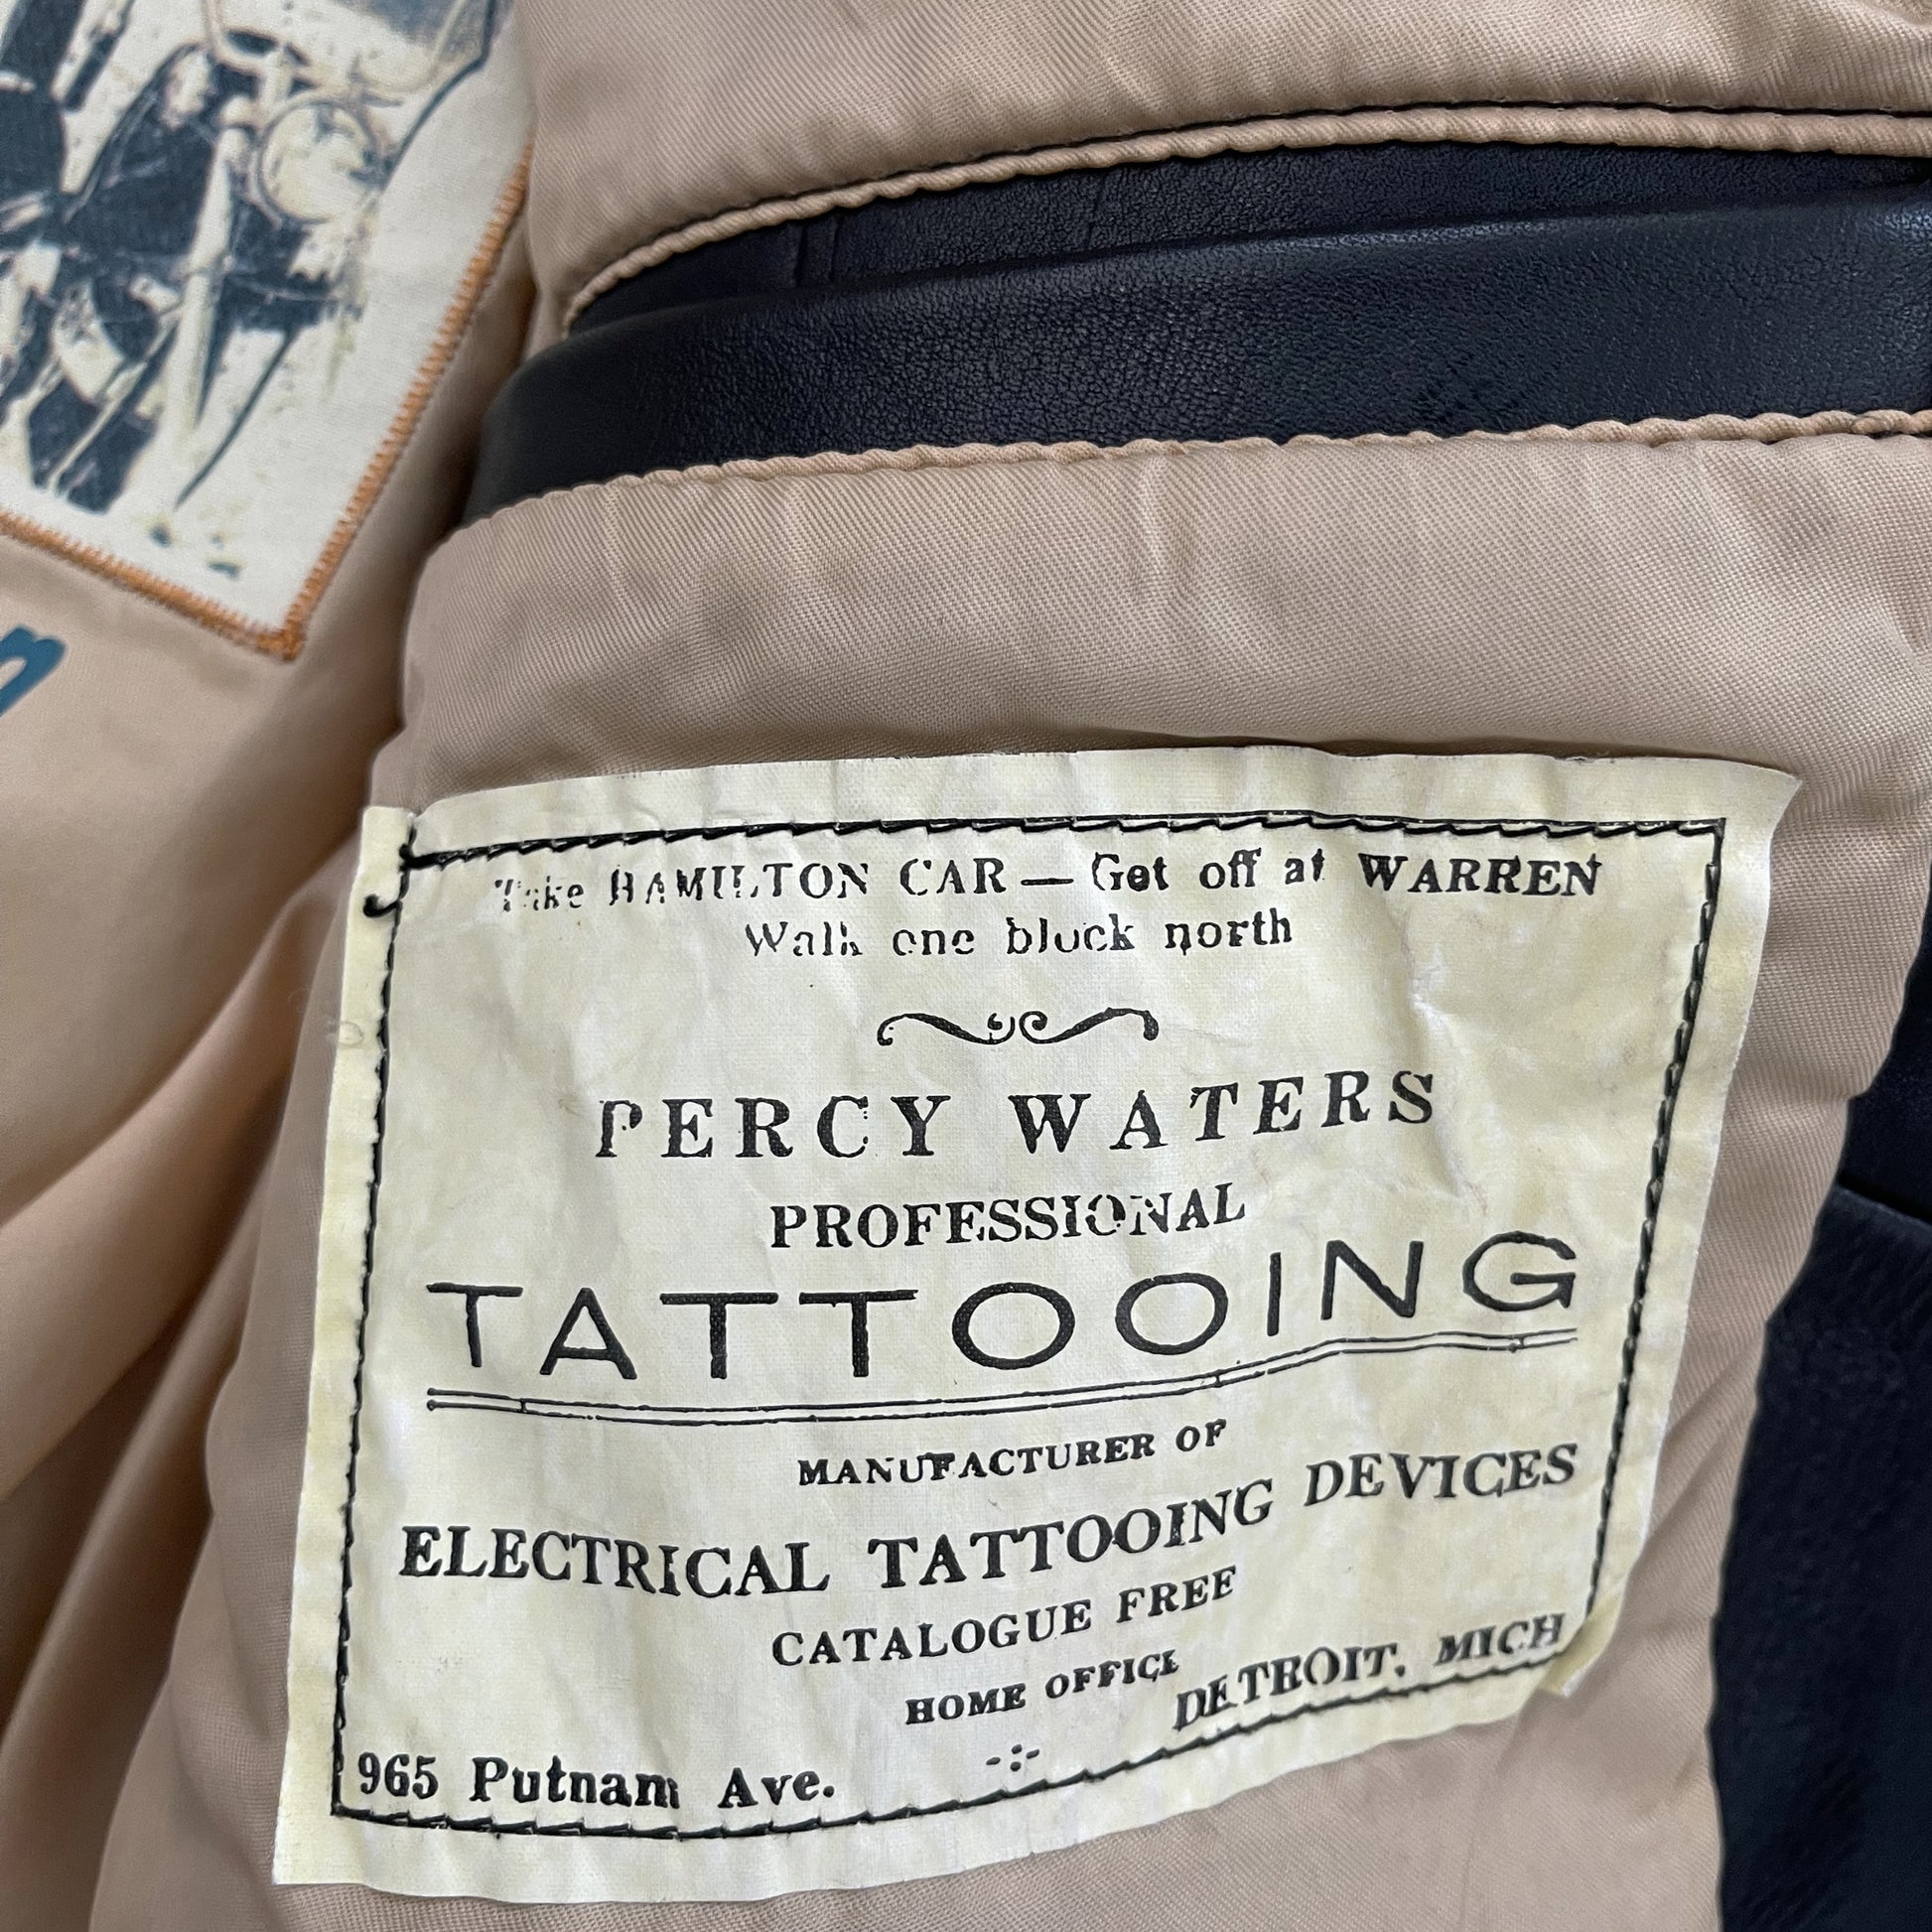 Take HAMILTON CAR — Get off at WARREN
Walk one block north
PERCY WATERS
PROFESSIONAL
TATTOOING
MANUFACTURER OF
ELECTRICAL TATTOOING DEVICES
CATALOGUE FREE
HOME OFFICE
965 Putnam Ave. -:- DETROIT, MICH